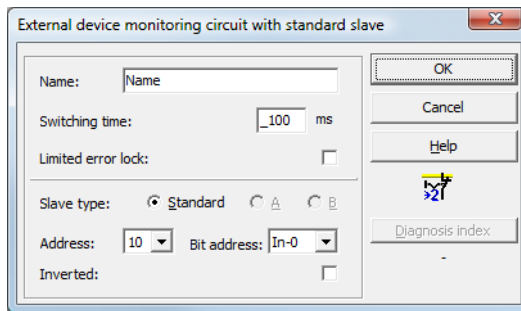 External device monitoring circuit with standard slave
Name: Name
Switching time: _100 ms
Limited error lock:
Slave type: Standard A B
Address: 10 Bit address: In-0
Inverted:
OK
Cancel
Help
>2
Diagnosis index
-